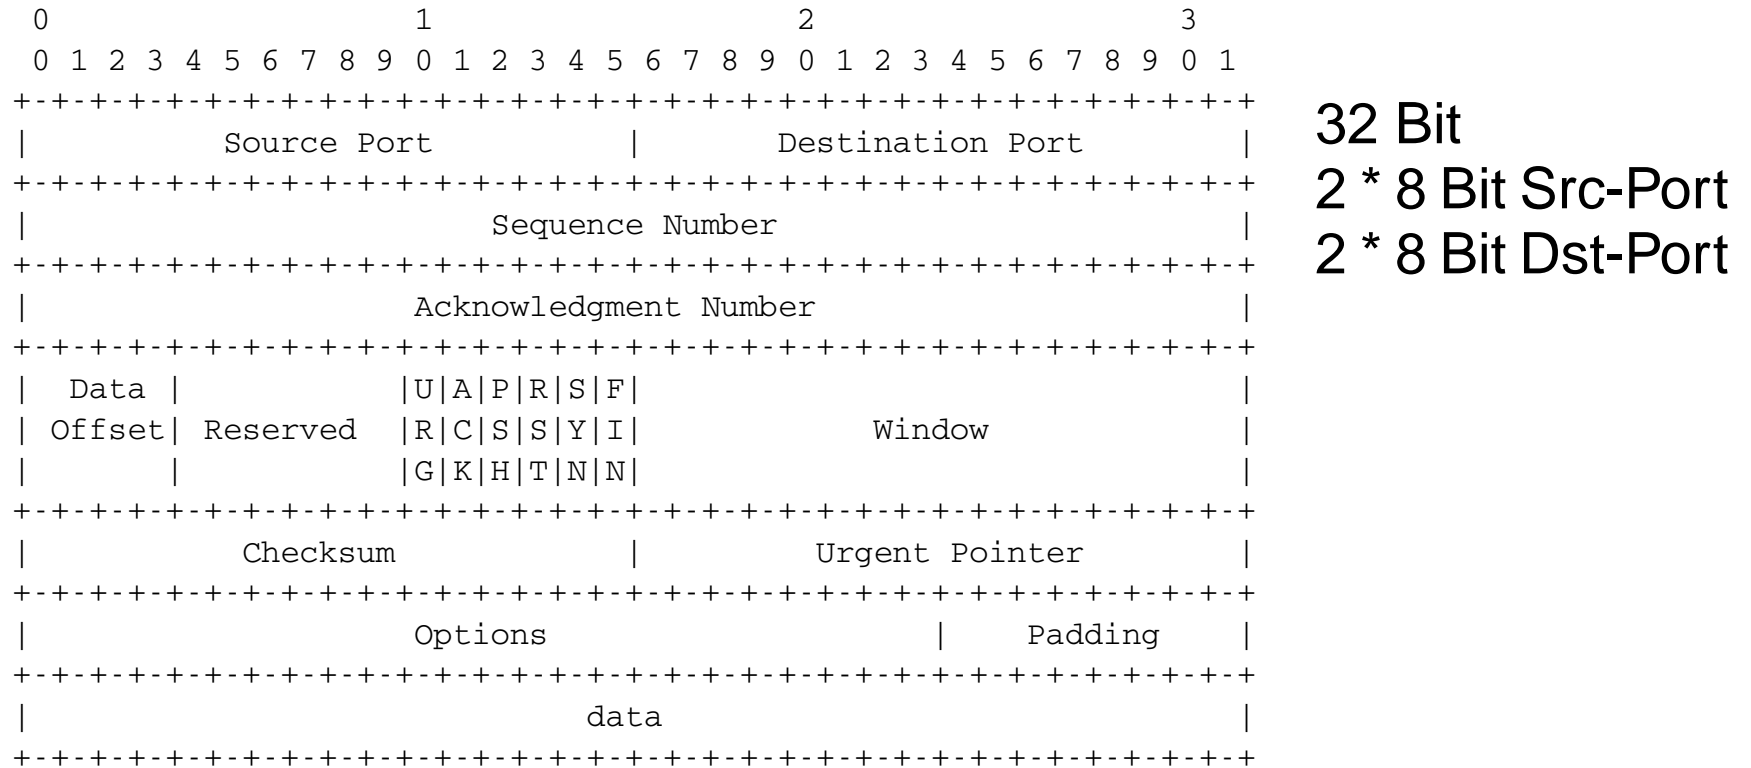 0                   1                   2                   3
 0 1 2 3 4 5 6 7 8 9 0 1 2 3 4 5 6 7 8 9 0 1 2 3 4 5 6 7 8 9 0 1
+-+-+-+-+-+-+-+-+-+-+-+-+-+-+-+-+-+-+-+-+-+-+-+-+-+-+-+-+-+-+-+-+
|          Source Port          |       Destination Port        |
+-+-+-+-+-+-+-+-+-+-+-+-+-+-+-+-+-+-+-+-+-+-+-+-+-+-+-+-+-+-+-+-+
|                        Sequence Number                        |
+-+-+-+-+-+-+-+-+-+-+-+-+-+-+-+-+-+-+-+-+-+-+-+-+-+-+-+-+-+-+-+-+
|                    Acknowledgment Number                      |
+-+-+-+-+-+-+-+-+-+-+-+-+-+-+-+-+-+-+-+-+-+-+-+-+-+-+-+-+-+-+-+-+
|  Data |           |U|A|P|R|S|F|                               |
| Offset| Reserved  |R|C|S|S|Y|I|            Window             |
|       |           |G|K|H|T|N|N|                               |
+-+-+-+-+-+-+-+-+-+-+-+-+-+-+-+-+-+-+-+-+-+-+-+-+-+-+-+-+-+-+-+-+
|           Checksum            |         Urgent Pointer        |
+-+-+-+-+-+-+-+-+-+-+-+-+-+-+-+-+-+-+-+-+-+-+-+-+-+-+-+-+-+-+-+-+
|                    Options                    |    Padding    |
+-+-+-+-+-+-+-+-+-+-+-+-+-+-+-+-+-+-+-+-+-+-+-+-+-+-+-+-+-+-+-+-+
|                             data                              |
+-+-+-+-+-+-+-+-+-+-+-+-+-+-+-+-+-+-+-+-+-+-+-+-+-+-+-+-+-+-+-+-+
32 Bit
2 * 8 Bit Src-Port
2 * 8 Bit Dst-Port